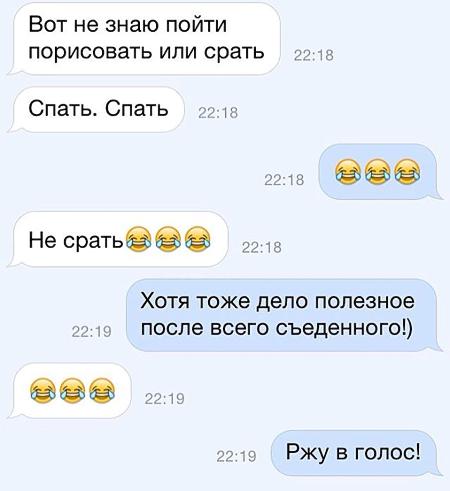 Вот не знаю пойти
порисовать или срать
22:18
Спать. Спать
22:18
22:18
😂😂😂
Не срать😂😂😂
22:18
Хотя тоже дело полезное
после всего съеденного!)
22:19
😂😂😂
22:19
22:19
Ржу в голос!